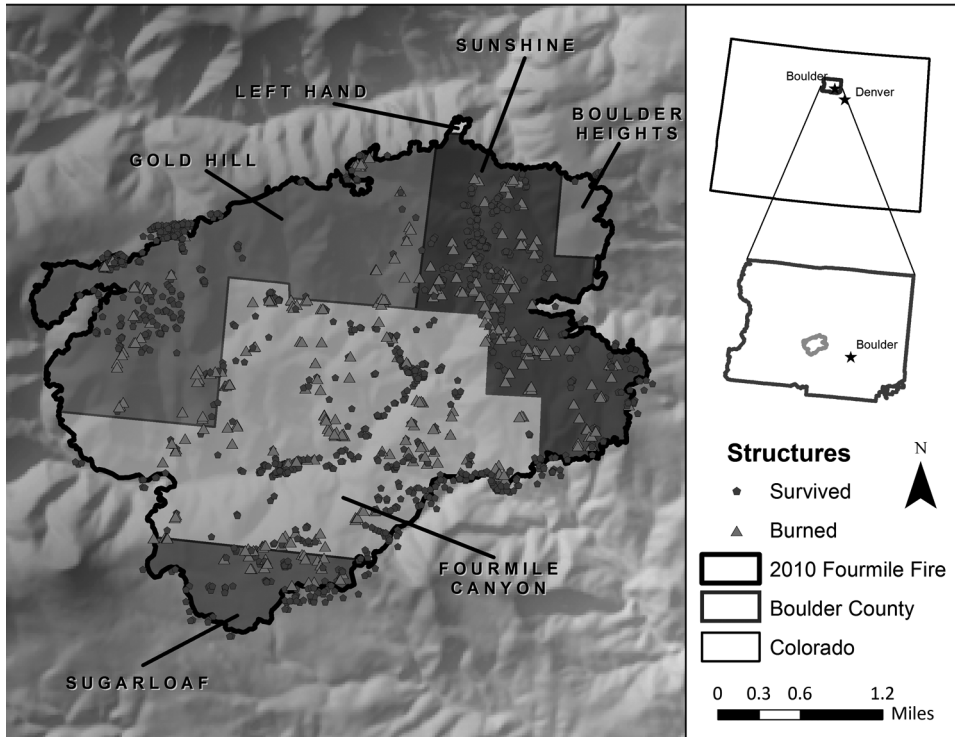 SUNSHINE
LEFT HAND
BOULDER
HEIGHTS
GOLD HILL
FOURMILE
CANYON
SUGARLOAF
Boulder
Denver
Boulder
Structures
N
Survived
Burned
2010 Fourmile Fire
Boulder County
Colorado
0 0.3 0.6 1.2
Miles